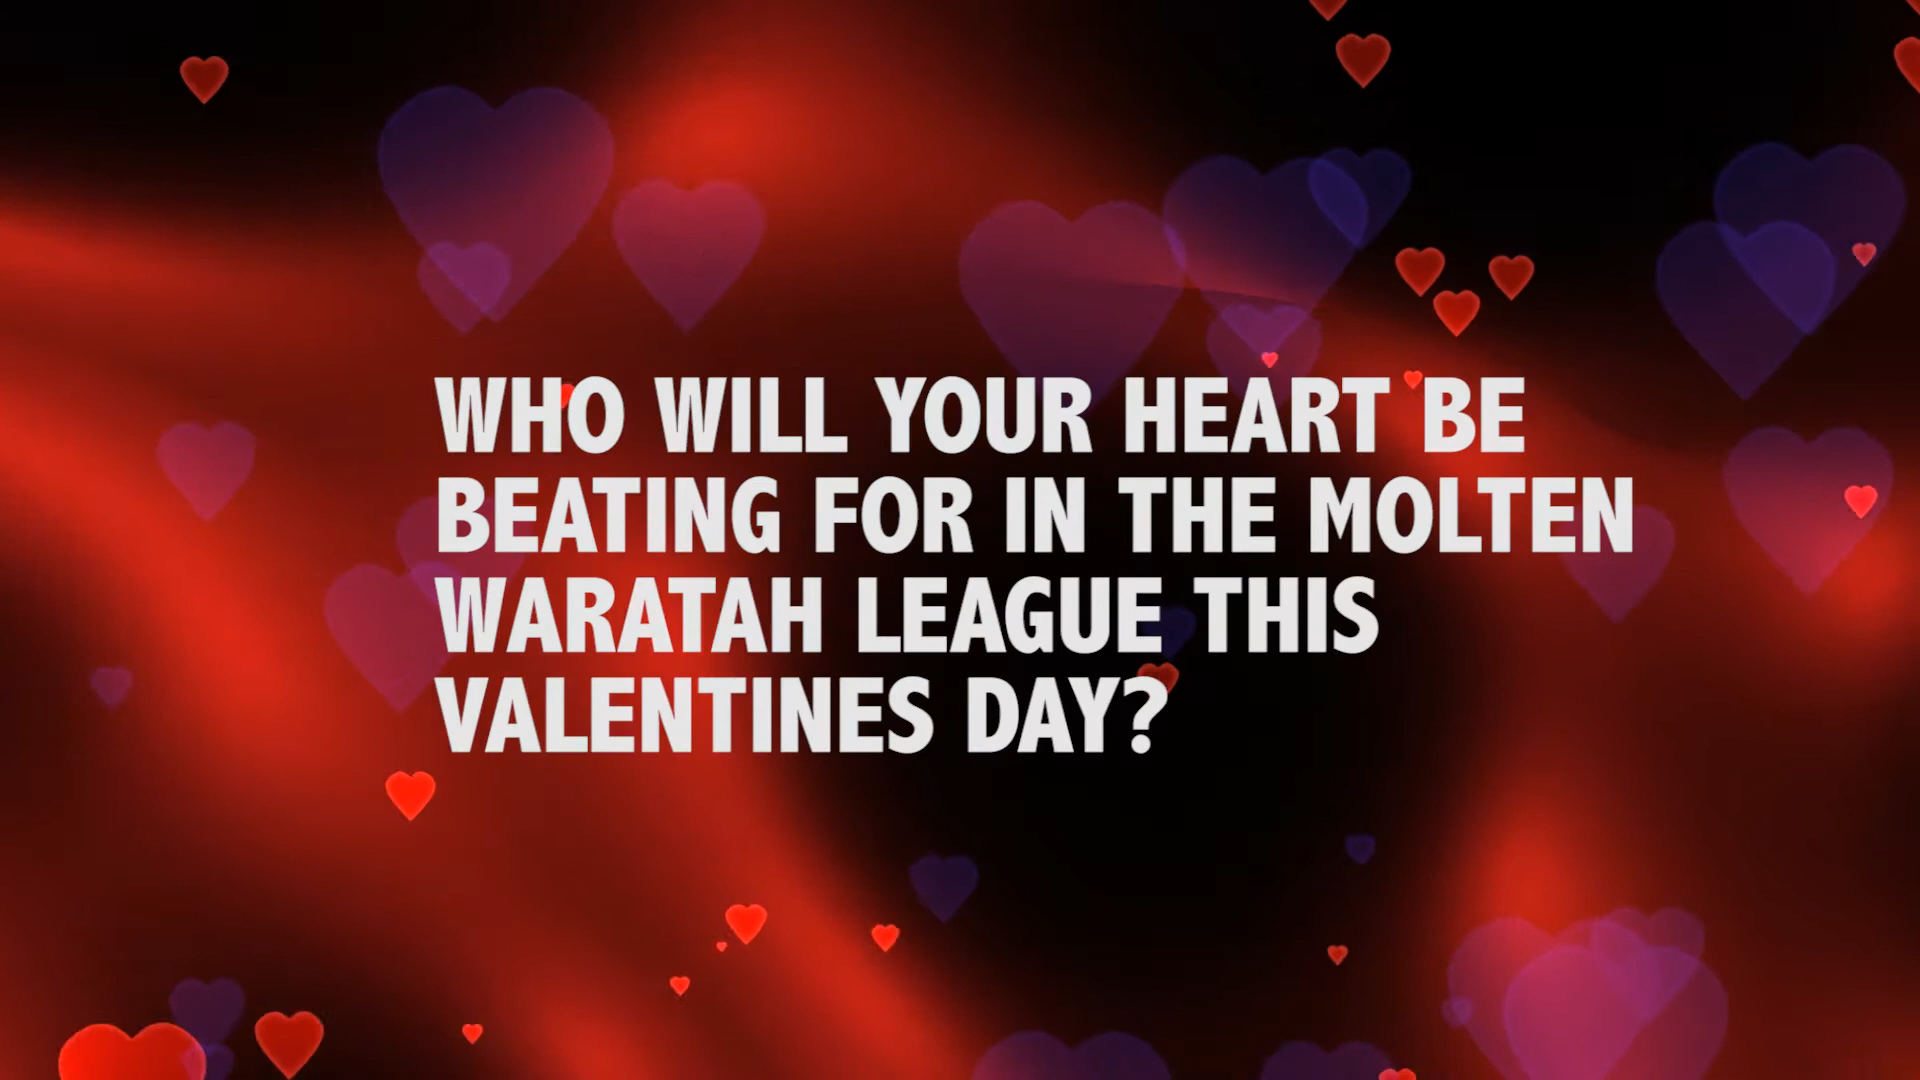 WHO WILL YOUR HEART BE
BEATING FOR IN THE MOLTEN
WARATAH LEAGUE THIS
VALENTINES DAY?